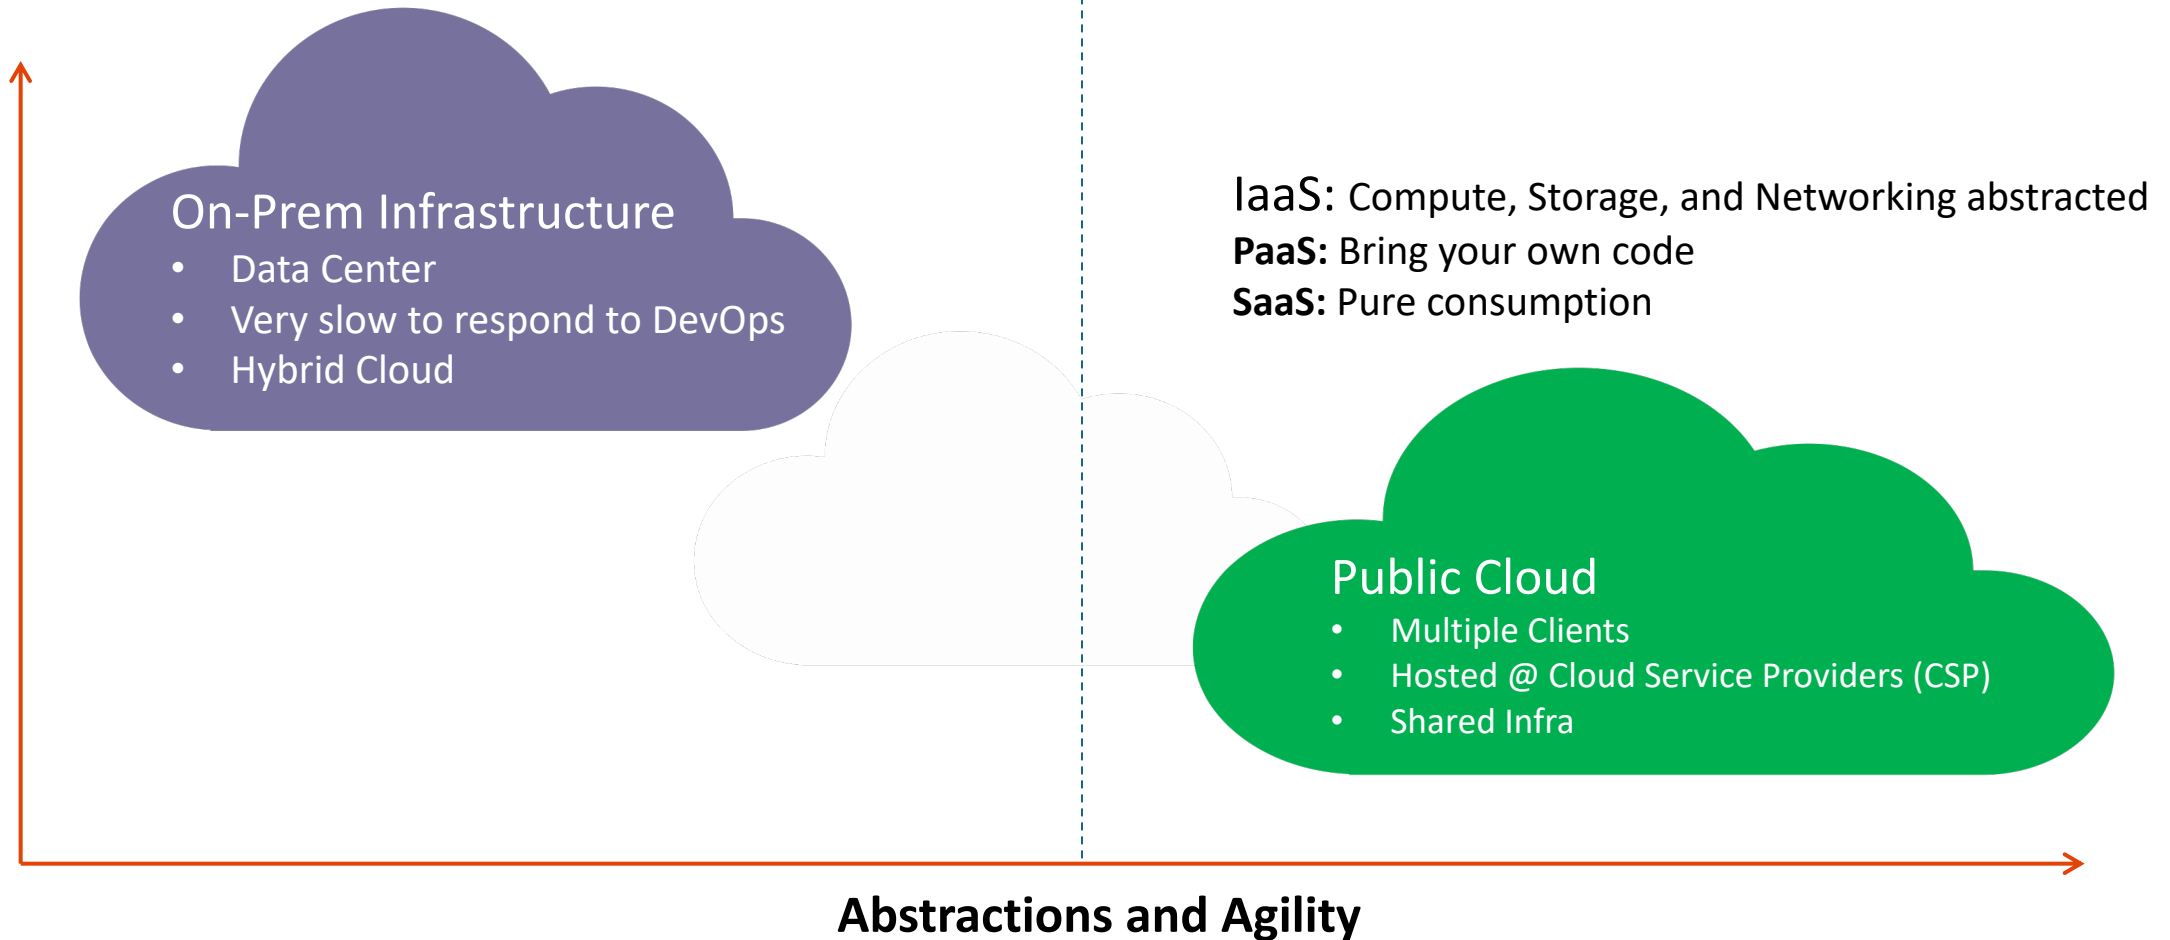 On-Prem Infrastructure
• Data Center
• Very slow to respond to DevOps
• Hybrid Cloud
IaaS: Compute, Storage, and Networking abstracted
PaaS: Bring your own code
SaaS: Pure consumption
Public Cloud
• Multiple Clients
• Hosted @ Cloud Service Providers (CSP)
• Shared Infra
Abstractions and Agility